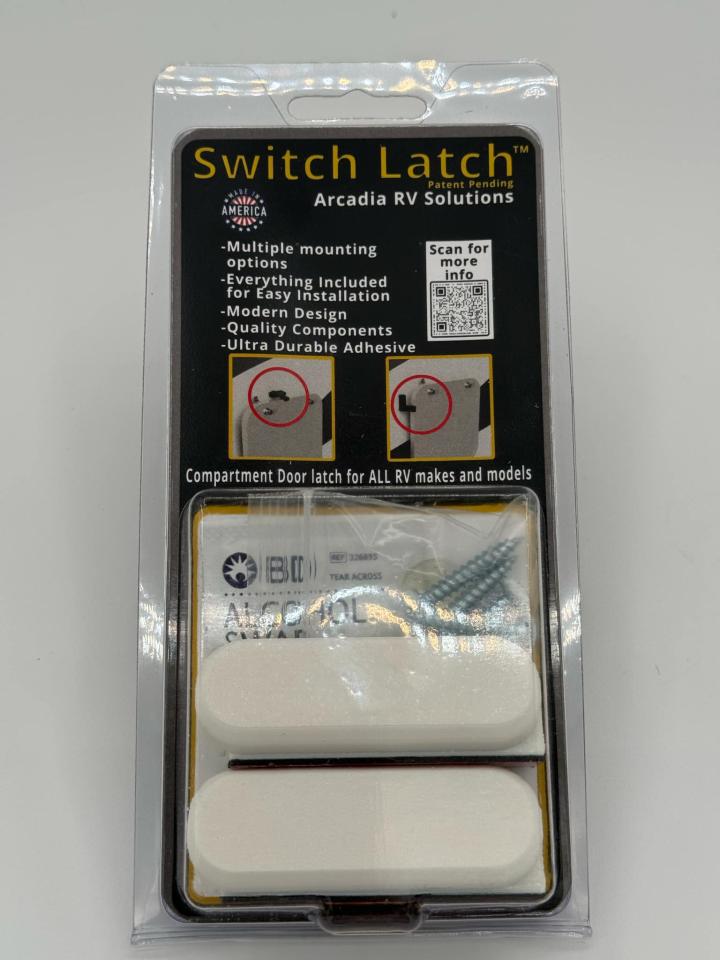 Switch Latch™
Patent Pending
Arcadia RV Solutions
MADE IN
AMERICA
-Multiple mounting
options
-Everything Included
for Easy Installation
-Modern Design
-Quality Components
-Ultra Durable Adhesive
Scan for
more
info
Compartment Door latch for ALL RV makes and models
BD
REF 326895
TEAR ACROSS
ALCOHOL